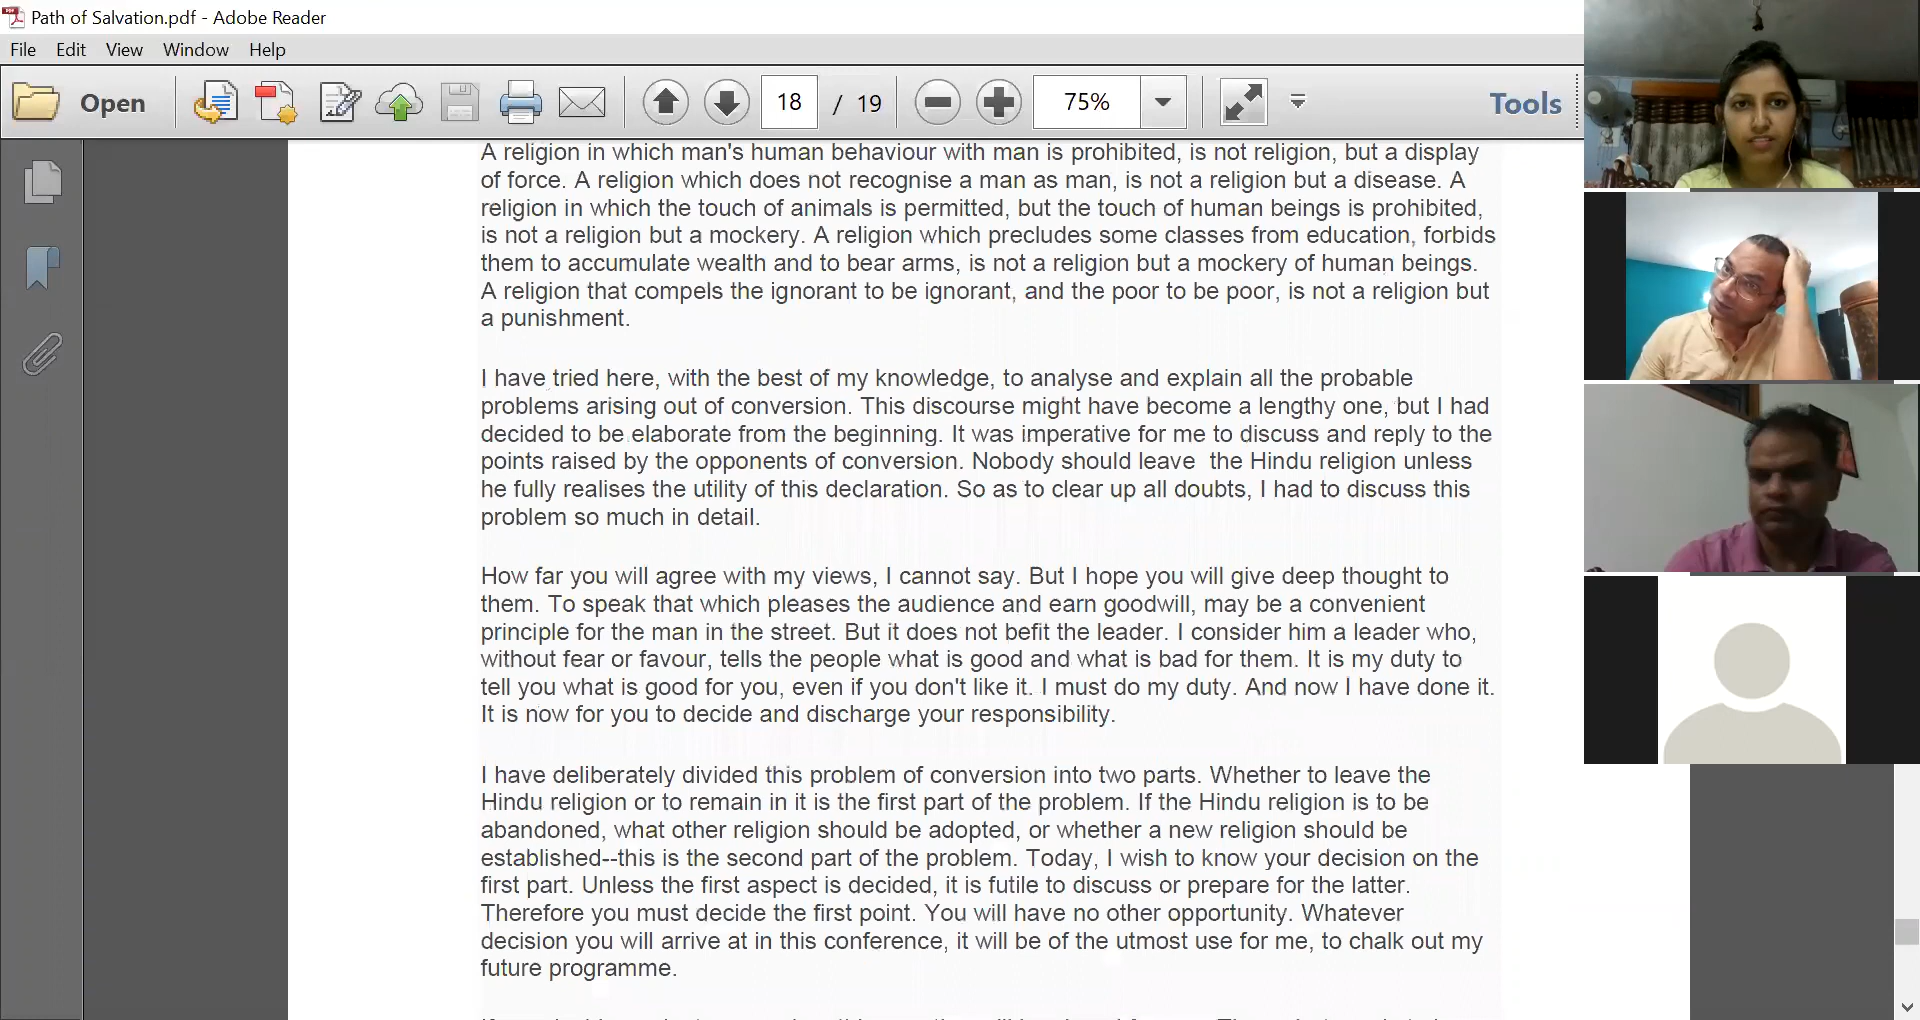 Path of Salvation.pdf - Adobe Reader
File Edit View Window Help
Open 18 / 19 75% Tools
A religion in which man's human behaviour with man is prohibited, is not religion, but a display
of force. A religion which does not recognise a man as man, is not a religion but a disease. A
religion in which the touch of animals is permitted, but the touch of human beings is prohibited,
is not a religion but a mockery. A religion which precludes some classes from education, forbids
them to accumulate wealth and to bear arms, is not a religion but a mockery of human beings.
A religion that compels the ignorant to be ignorant, and the poor to be poor, is not a religion but
a punishment.
I have tried here, with the best of my knowledge, to analyse and explain all the probable
problems arising out of conversion. This discourse might have become a lengthy one, but I had
decided to be elaborate from the beginning. It was imperative for me to discuss and reply to the
points raised by the opponents of conversion. Nobody should leave  the Hindu religion unless
he fully realises the utility of this declaration. So as to clear up all doubts, I had to discuss this
problem so much in detail.
How far you will agree with my views, I cannot say. But I hope you will give deep thought to
them. To speak that which pleases the audience and earn goodwill, may be a convenient
principle for the man in the street. But it does not befit the leader. I consider him a leader who,
without fear or favour, tells the people what is good and what is bad for them. It is my duty to
tell you what is good for you, even if you don't like it. I must do my duty. And now I have done it.
It is now for you to decide and discharge your responsibility.
I have deliberately divided this problem of conversion into two parts. Whether to leave the
Hindu religion or to remain in it is the first part of the problem. If the Hindu religion is to be
abandoned, what other religion should be adopted, or whether a new religion should be
established--this is the second part of the problem. Today, I wish to know your decision on the
first part. Unless the first aspect is decided, it is futile to discuss or prepare for the latter.
Therefore you must decide the first point. You will have no other opportunity. Whatever
decision you will arrive at in this conference, it will be of the utmost use for me, to chalk out my
future programme.